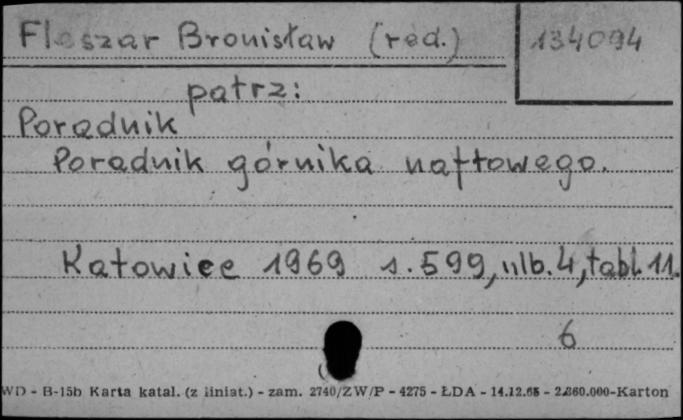 Fleszar Bronisław (red.) 134094
patrz:
Poradnik
Poradnik górnika naftowego.
Katowice 1969 s. 599, nlb. 4, tabl. 11.
6
WD - B-15b Karta katal. (z liniat.) - zam. 2740/ZW/P - 4275 - ŁDA - 14.12.65 - 2.860.000-Karton